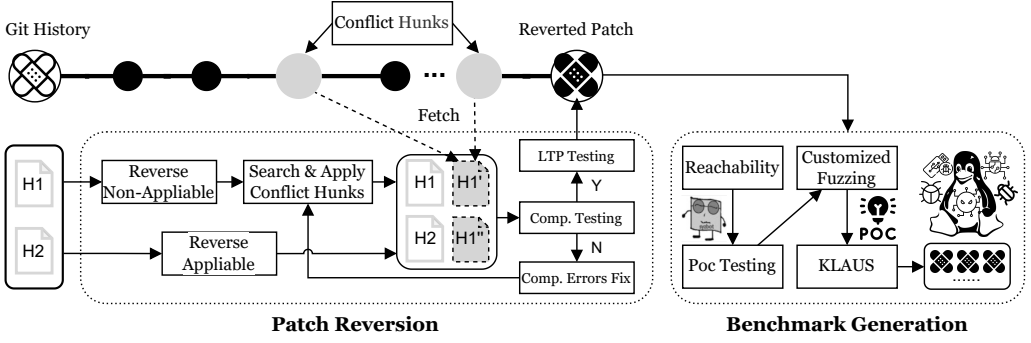 Git History
Conflict Hunks
Reverted Patch
Fetch
H1
H2
Reverse
Non-Appliable
Search & Apply
Conflict Hunks
Reverse
Appliable
H1
H1'
H2
H1"
LTP Testing
Y
Comp. Testing
N
Comp. Errors Fix
Patch Reversion
Reachability
Customized
Fuzzing
POC
Poc Testing
KLAUS
......
Benchmark Generation